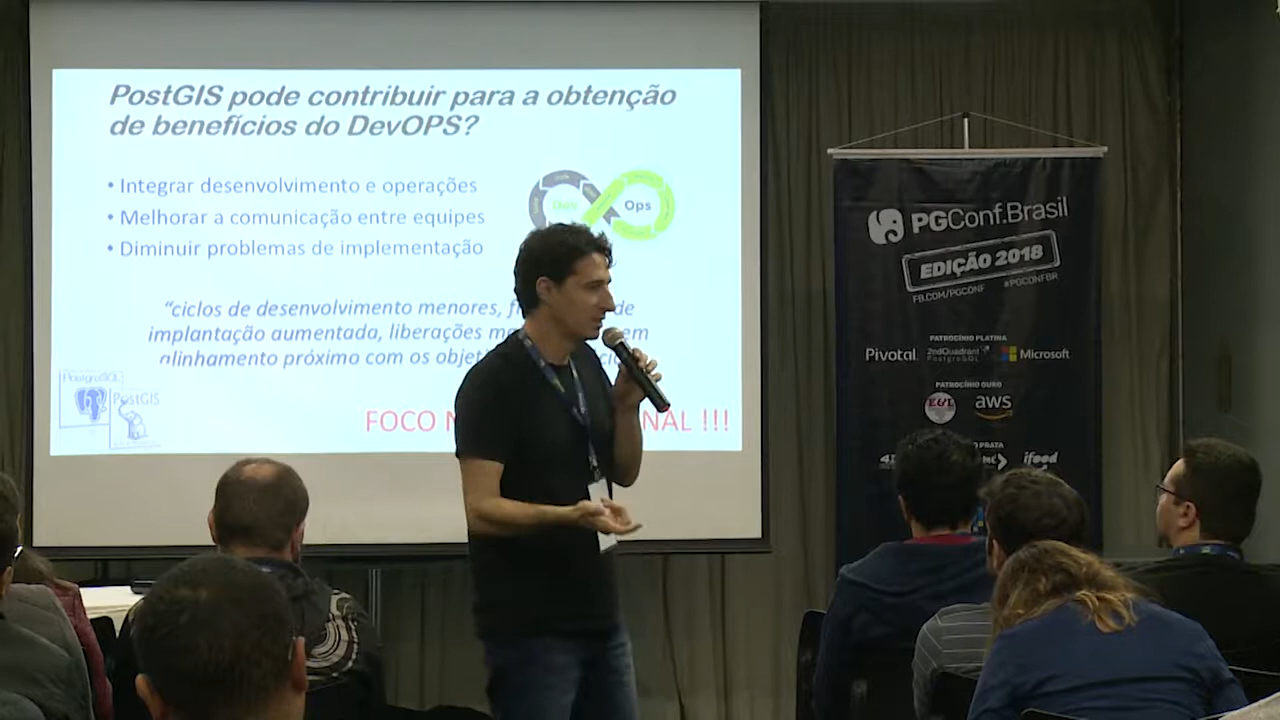 PostGIS pode contribuir para a obtenção
de benefícios do DevOPS?
• Integrar desenvolvimento e operações
• Melhorar a comunicação entre equipes
• Diminuir problemas de implementação
Dev Ops
“ciclos de desenvolvimento menores, de
implantação aumentada, liberações em
alinhamento próximo com os
FOCO NAL !!!
PostgreSQL
PostGIS
PGConf.Brasil
EDIÇÃO 2018
FB.COM/PGCONF #PGCONFBR
PATROCÍNIO PLATINA
Pivotal. 2ndQuadrant PostgreSQL Microsoft
PATROCÍNIO OURO
aws
PRATA
ifood